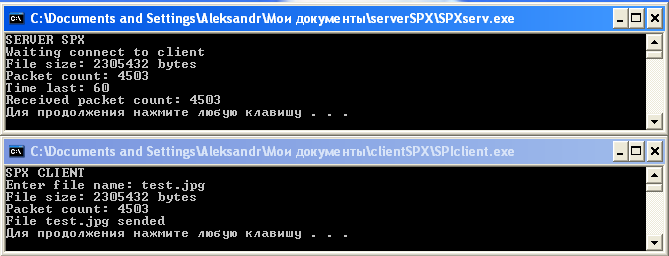 C:\Documents and Settings\Aleksandr\Мои документы\serverSPX\SPXserv.exe
SERVER SPX
Waiting connect to client
File size: 2305432 bytes
Packet count: 4503
Time last: 60
Received packet count: 4503
Для продолжения нажмите любую клавишу . . .
C:\Documents and Settings\Aleksandr\Мои документы\clientSPX\SPIclient.exe
SPX CLIENT
Enter file name: test.jpg
File size: 2305432 bytes
Packet count: 4503
File test.jpg sended
Для продолжения нажмите любую клавишу . . .